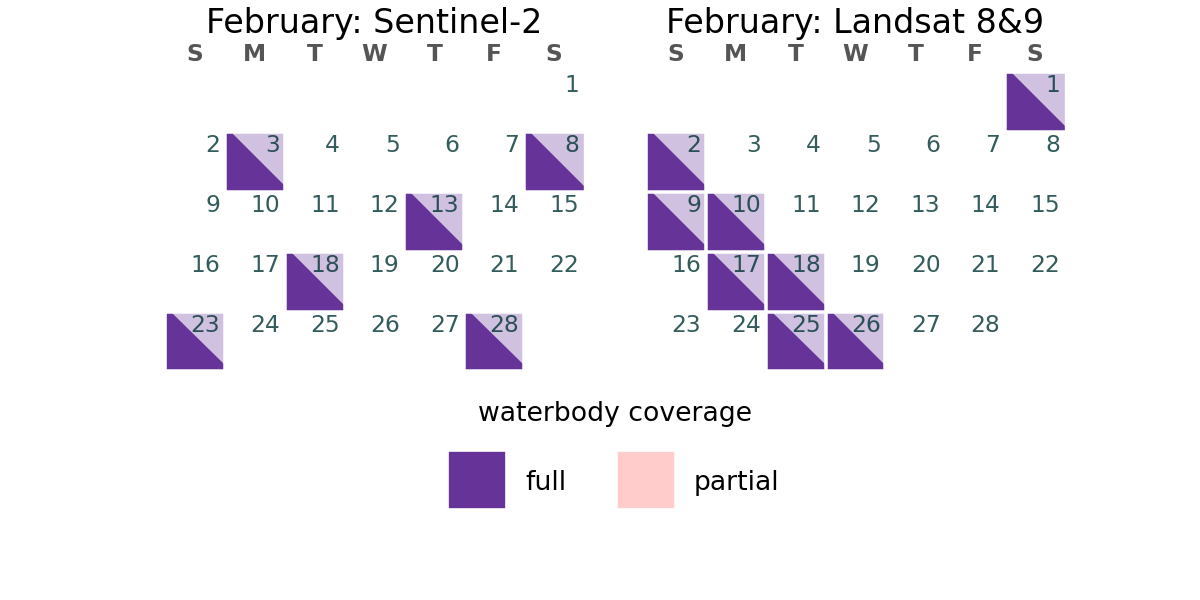 February: Sentinel-2
S M T W T F S
1
2 3 4 5 6 7 8
9 10 11 12 13 14 15
16 17 18 19 20 21 22
23 24 25 26 27 28
February: Landsat 8&9
S M T W T F S
1
2 3 4 5 6 7 8
9 10 11 12 13 14 15
16 17 18 19 20 21 22
23 24 25 26 27 28
waterbody coverage
full partial